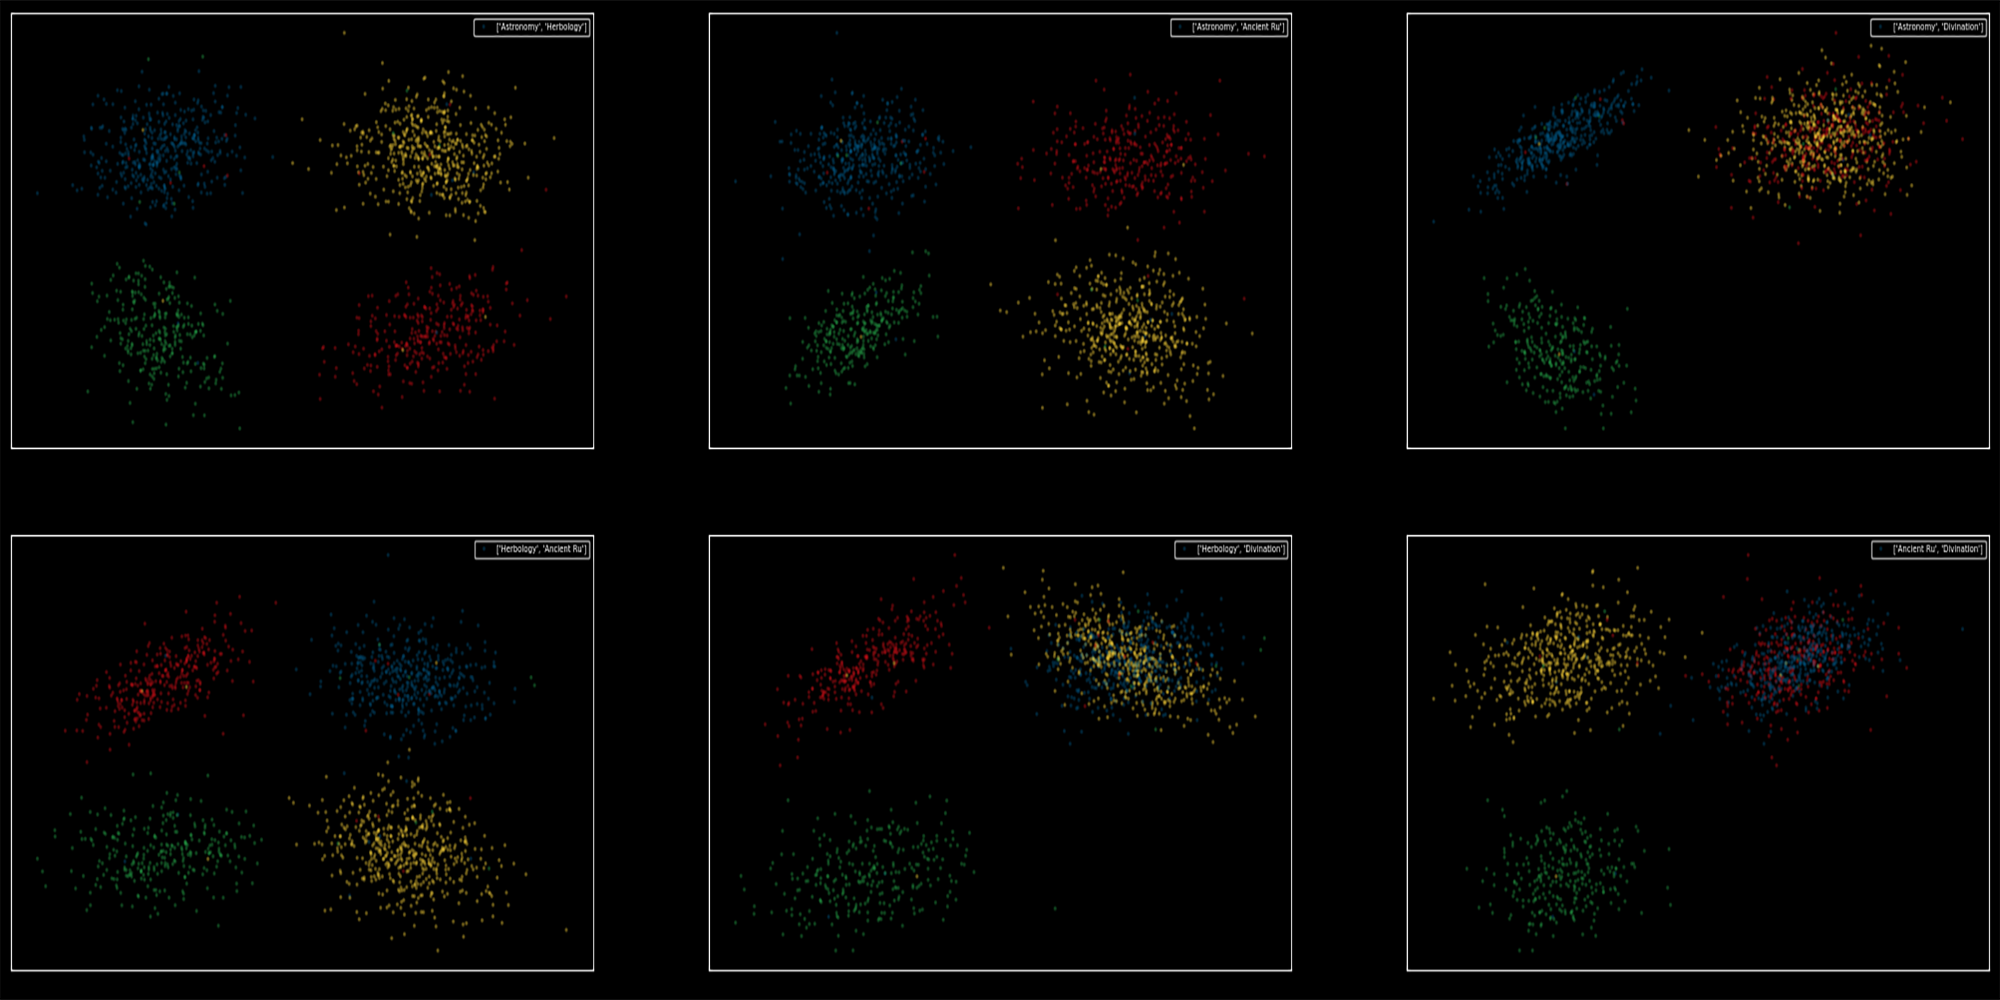 ['Astronomy', 'Herbology']
['Astronomy', 'Ancient Ru']
['Astronomy', 'Divination']
['Herbology', 'Ancient Ru']
['Herbology', 'Divination']
['Ancient Ru', 'Divination']